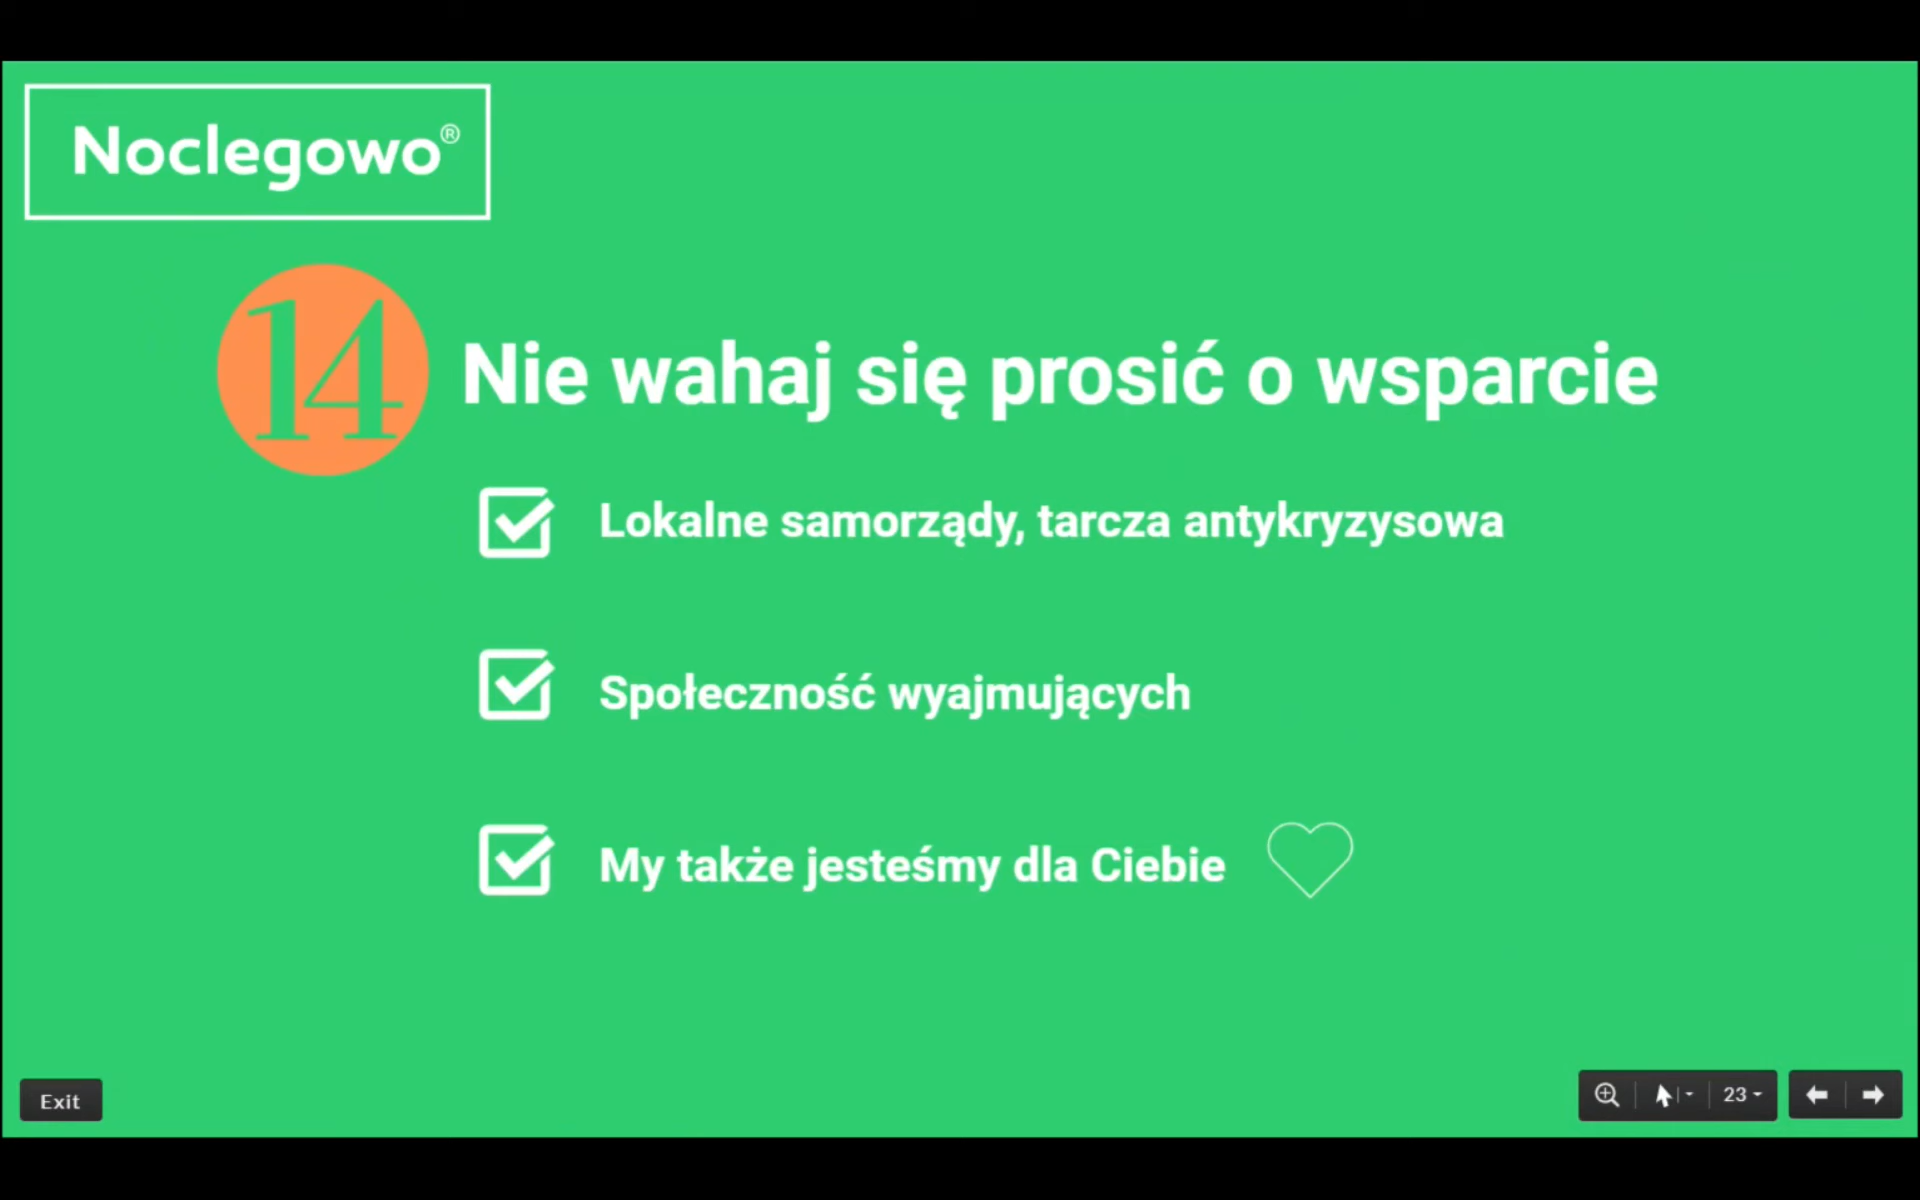 Noclegowo®
14
Nie wahaj się prosić o wsparcie
Lokalne samorządy, tarcza antykryzysowa
Społeczność wyajmujących
My także jesteśmy dla Ciebie
Exit
23